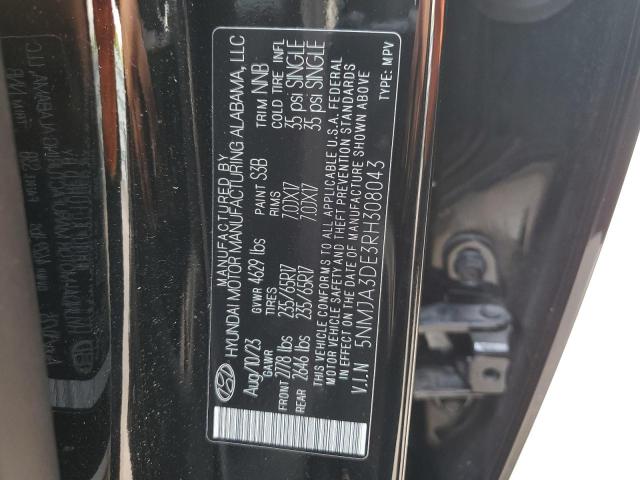 MANUFACTURED BY
HYUNDAI MOTOR MANUFACTURING ALABAMA, LLC
Aug/10/23 GVWR 4629 lbs PAINT S3B TRIM NNB
GAWR TIRES RIMS COLD TIRE INFL
FRONT 2778 lbs 235/65R17 7.0JX17 35 psi SINGLE
REAR 2646 lbs 235/65R17 7.0JX17 35 psi SINGLE
THIS VEHICLE CONFORMS TO ALL APPLICABLE U.S.A. FEDERAL
MOTOR VEHICLE SAFETY AND THEFT PREVENTION STANDARDS
IN EFFECT ON THE DATE OF MANUFACTURE SHOWN ABOVE
V.I.N 5NMJA3DE3RH308043 TYPE: MPV